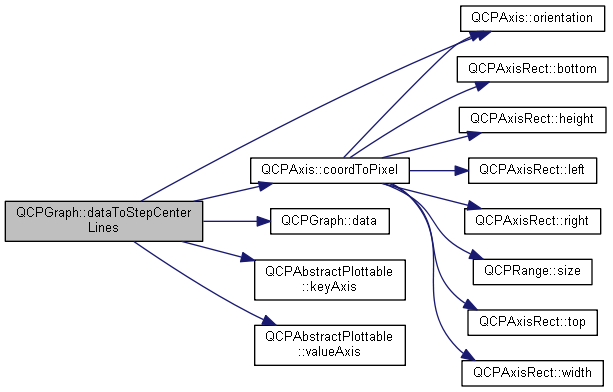 QCPGraph::dataToStepCenter
Lines
QCPAxis::coordToPixel
QCPGraph::data
QCPAbstractPlottable
::keyAxis
QCPAbstractPlottable
::valueAxis
QCPAxis::orientation
QCPAxisRect::bottom
QCPAxisRect::height
QCPAxisRect::left
QCPAxisRect::right
QCPRange::size
QCPAxisRect::top
QCPAxisRect::width